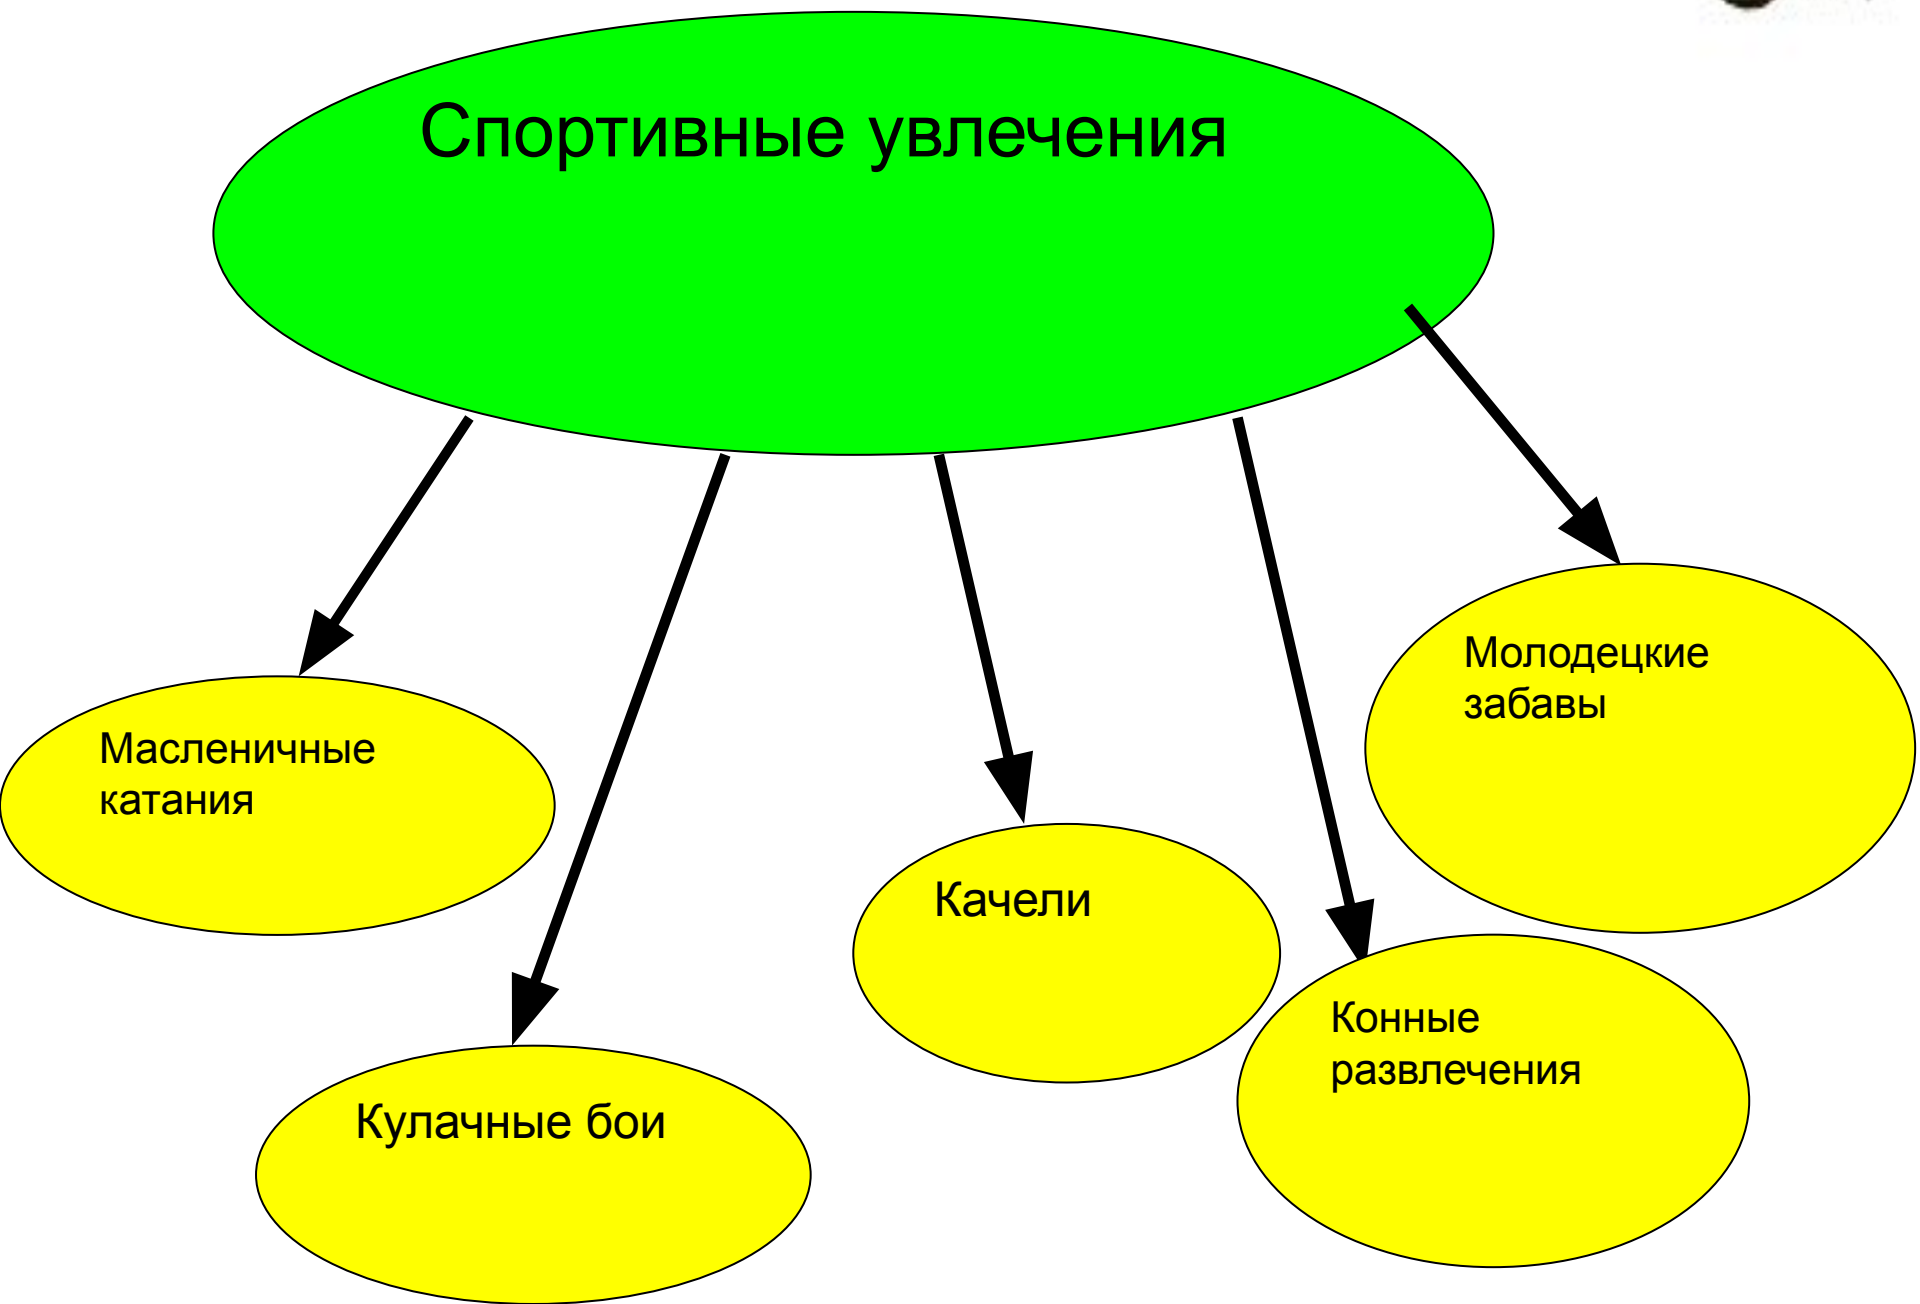 Спортивные увлечения
Масленичные
катания
Кулачные бои
Качели
Конные
развлечения
Молодецкие
забавы